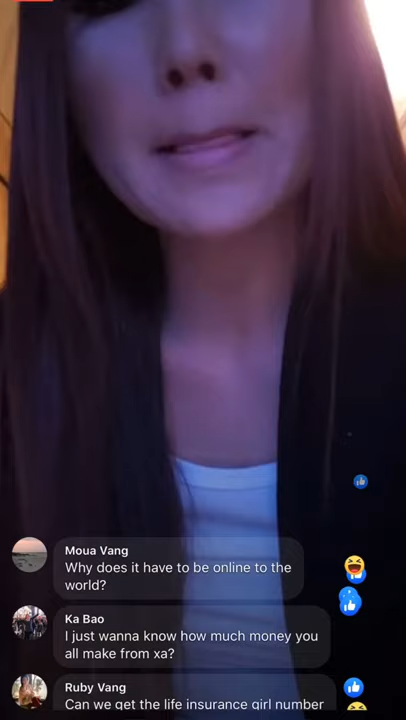 Moua Vang
Why does it have to be online to the
world?
Ka Bao
I just wanna know how much money you
all make from xa?
Ruby Vang
Can we get the life insurance girl number